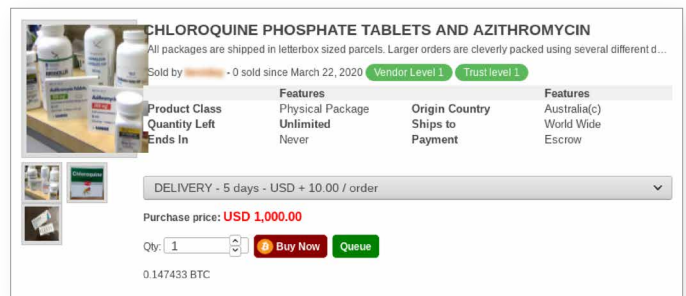 CHLOROQUINE PHOSPHATE TABLETS AND AZITHROMYCIN
All packages are shipped in letterbox sized parcels. Larger orders are cleverly packed using several different d…
Sold by - 0 sold since March 22, 2020 Vendor Level 1 Trust level 1
Features Features
Product Class Physical Package Origin Country Australia(c)
Quantity Left Unlimited Ships to World Wide
Ends In Never Payment Escrow
DELIVERY - 5 days - USD + 10.00 / order
Purchase price: USD 1,000.00
Qty: 1 Buy Now Queue
0.147433 BTC
Chloroquine